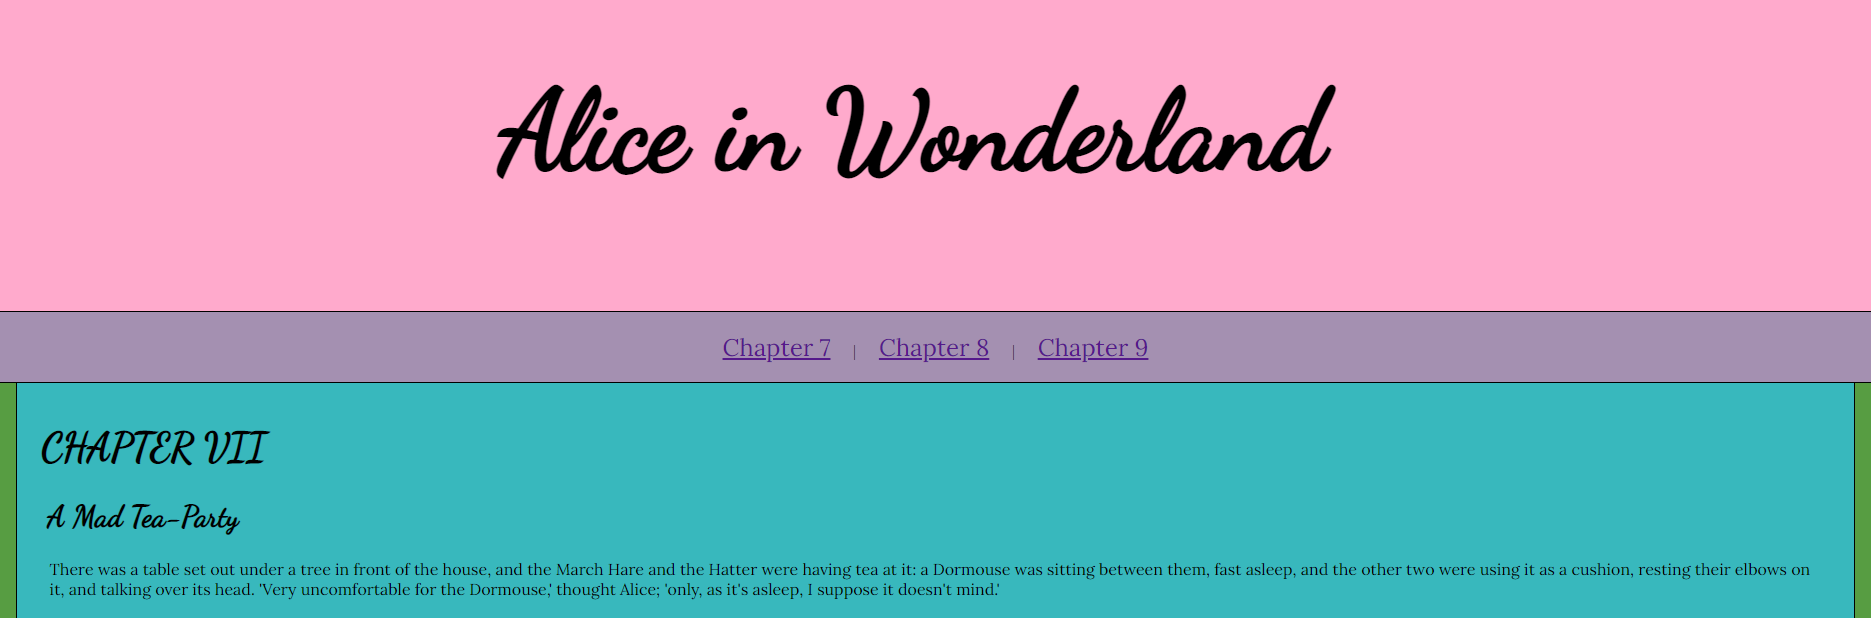 Alice in Wonderland
Chapter 7 | Chapter 8 | Chapter 9
CHAPTER VII
A Mad Tea-Party
There was a table set out under a tree in front of the house, and the March Hare and the Hatter were having tea at it: a Dormouse was sitting between them, fast asleep, and the other two were using it as a cushion, resting their elbows on
it, and talking over its head. 'Very uncomfortable for the Dormouse,' thought Alice; 'only, as it's asleep, I suppose it doesn't mind.'